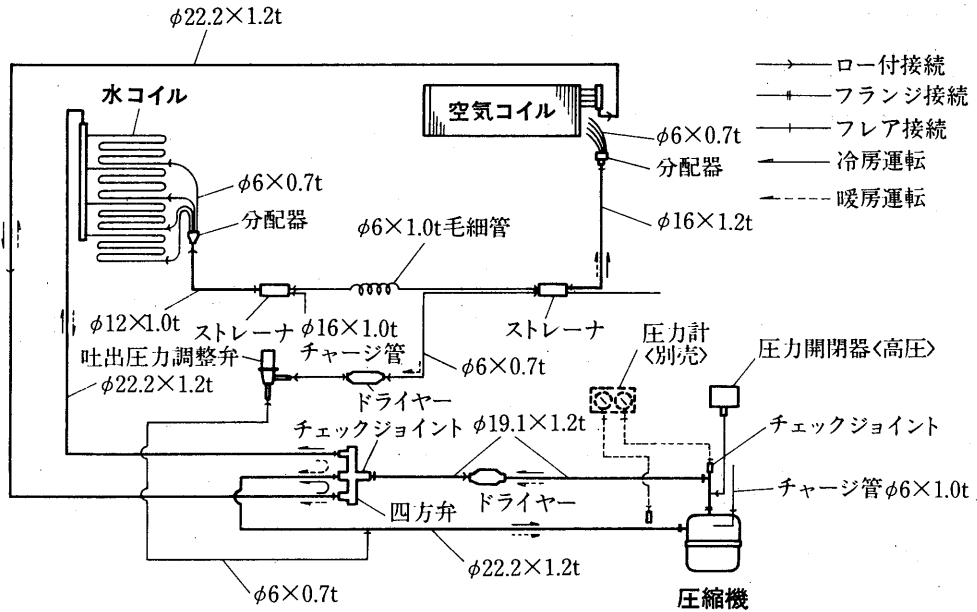 φ22.2×1.2t
水コイル
空気コイル
ロー付接続
フランジ接続
フレア接続
冷房運転
暖房運転
φ6×0.7t
分配器
φ6×0.7t
分配器
φ16×1.2t
φ6×1.0t毛細管
φ12×1.0t
ストレーナ
φ16×1.0t
チャージ管
ストレーナ
吐出圧力調整弁
φ22.2×1.2t
φ6×0.7t
ドライヤー
圧力計
<別売>
圧力開閉器<高圧>
チェックジョイント
φ19.1×1.2t
チェックジョイント
ドライヤー
四方弁
チャージ管φ6×1.0t
φ22.2×1.2t
φ6×0.7t
圧縮機